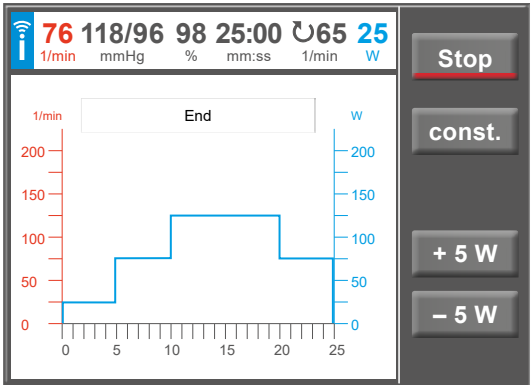 76 118/96 98 25:00 ↻65 25
1/min mmHg % mm:ss 1/min W
Stop
const.
+ 5 W
– 5 W
End
1/min W
200 200
150 150
100 100
50 50
0 0
0 5 10 15 20 25